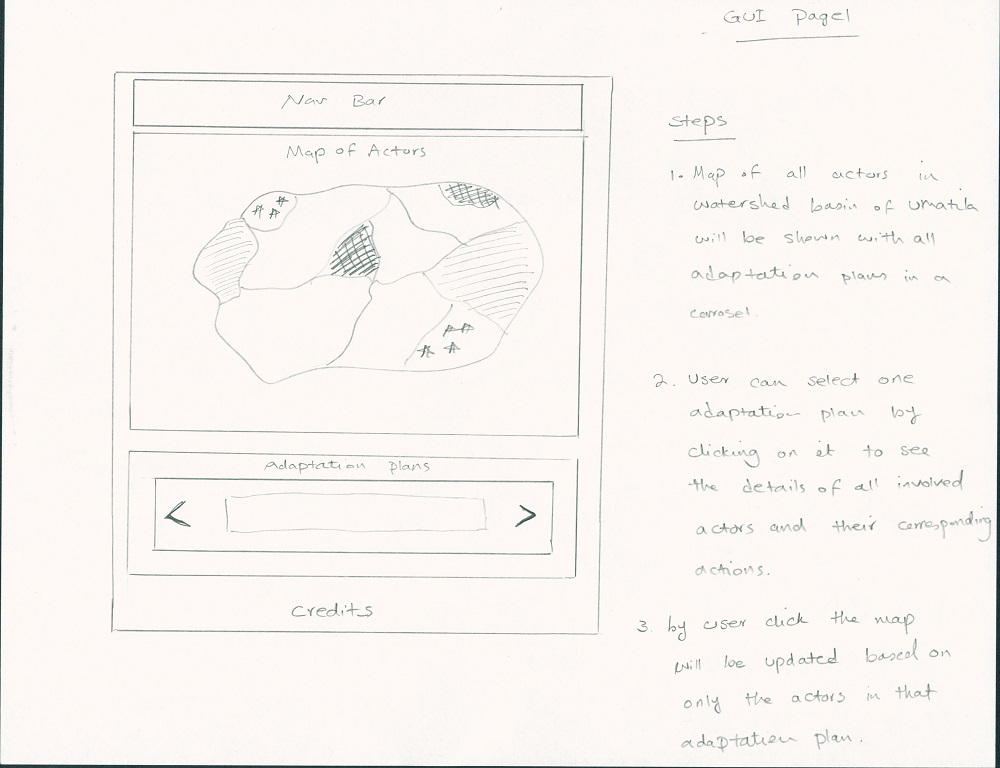 GUI Page1
Nav Bar
Map of Actors
Adaptation Plans
<
>
Credits
Steps
1. Map of all actors in
watershed basin of Umatila
will be shown with all
adaptation plans in a
carosel.
2. User can select one
adaptation plan by
clicking on it to see
the details of all involved
actors and their corresponding
actions.
3. by user click the map
will be updated based on
only the actors in that
adaptation plan.